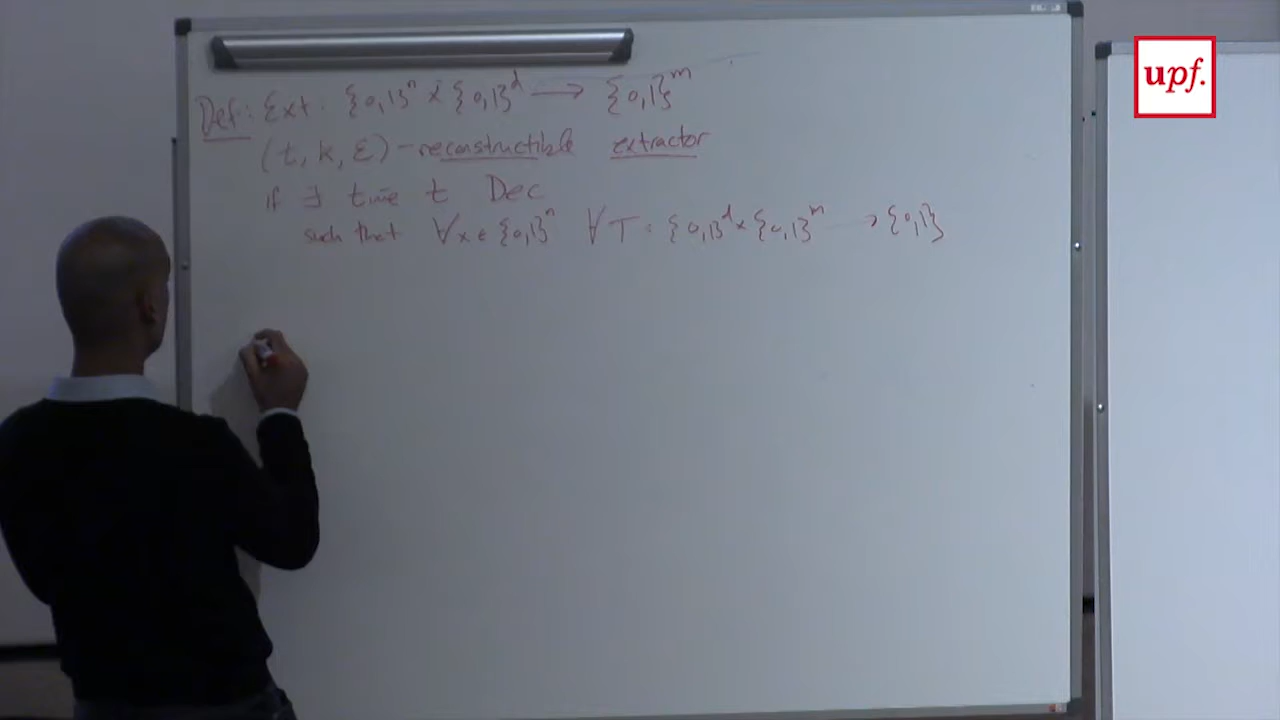 upf.
Def: Ext: {0,1}ⁿ × {0,1}ᵈ → {0,1}ᵐ
(t, k, ε) - reconstructible extractor
if ∃ time t Dec
such that ∀x ∈ {0,1}ⁿ ∀T: {0,1}ᵈ × {0,1}ᵐ → {0,1}